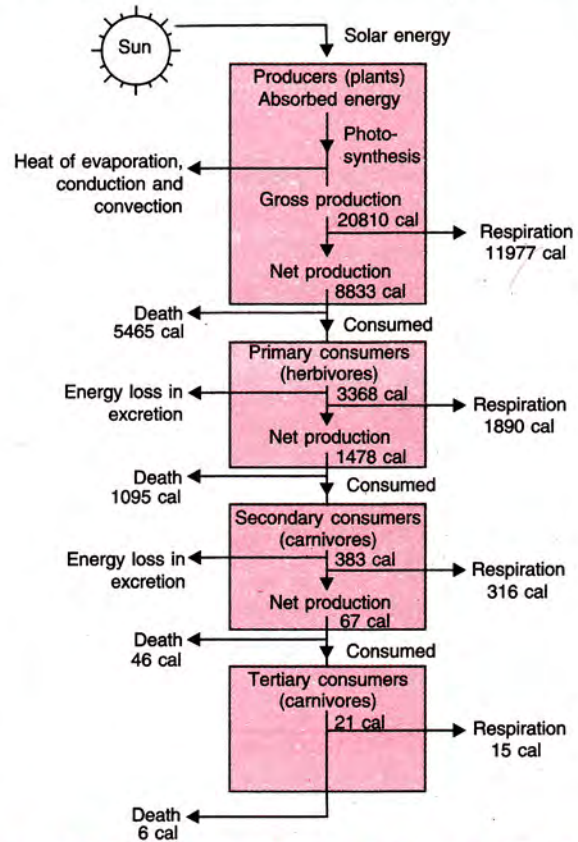 Sun
Solar energy
Producers (plants)
Absorbed energy
Photo-
synthesis
Heat of evaporation,
conduction and
convection
Gross production
20810 cal
Respiration
11977 cal
Net production
8833 cal
Death
5465 cal
Consumed
Primary consumers
(herbivores)
3368 cal
Energy loss in
excretion
Respiration
1890 cal
Net production
1478 cal
Death
1095 cal
Consumed
Secondary consumers
(carnivores)
383 cal
Energy loss in
excretion
Respiration
316 cal
Net production
67 cal
Death
46 cal
Consumed
Tertiary consumers
(carnivores)
21 cal
Respiration
15 cal
Death
6 cal